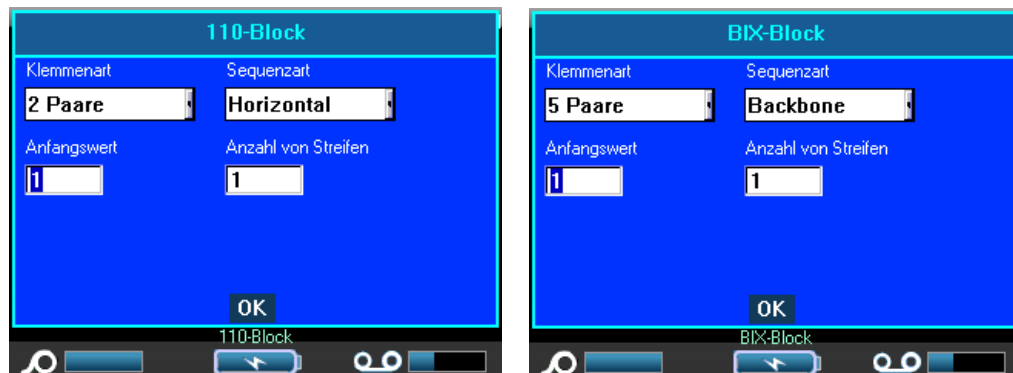 110-Block
Klemmenart Sequenzart
2 Paare Horizontal
Anfangswert Anzahl von Streifen
1 1
OK
110-Block
BIX-Block
Klemmenart Sequenzart
5 Paare Backbone
Anfangswert Anzahl von Streifen
1 1
OK
BIX-Block